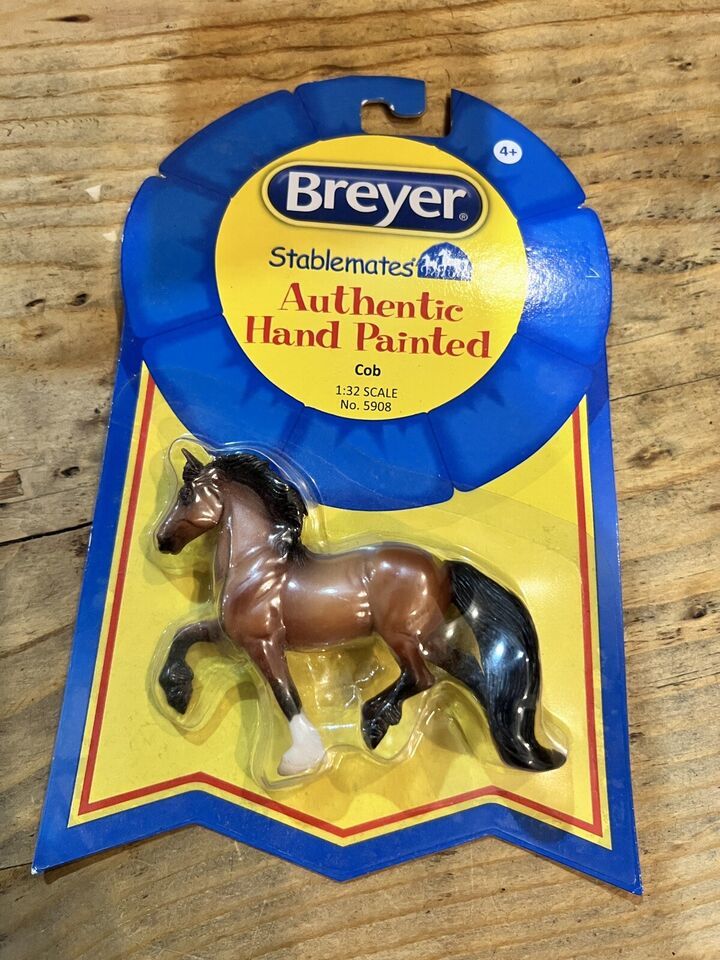 4+
Breyer®
Stablemates®
Authentic
Hand Painted
Cob
1:32 SCALE
No. 5908